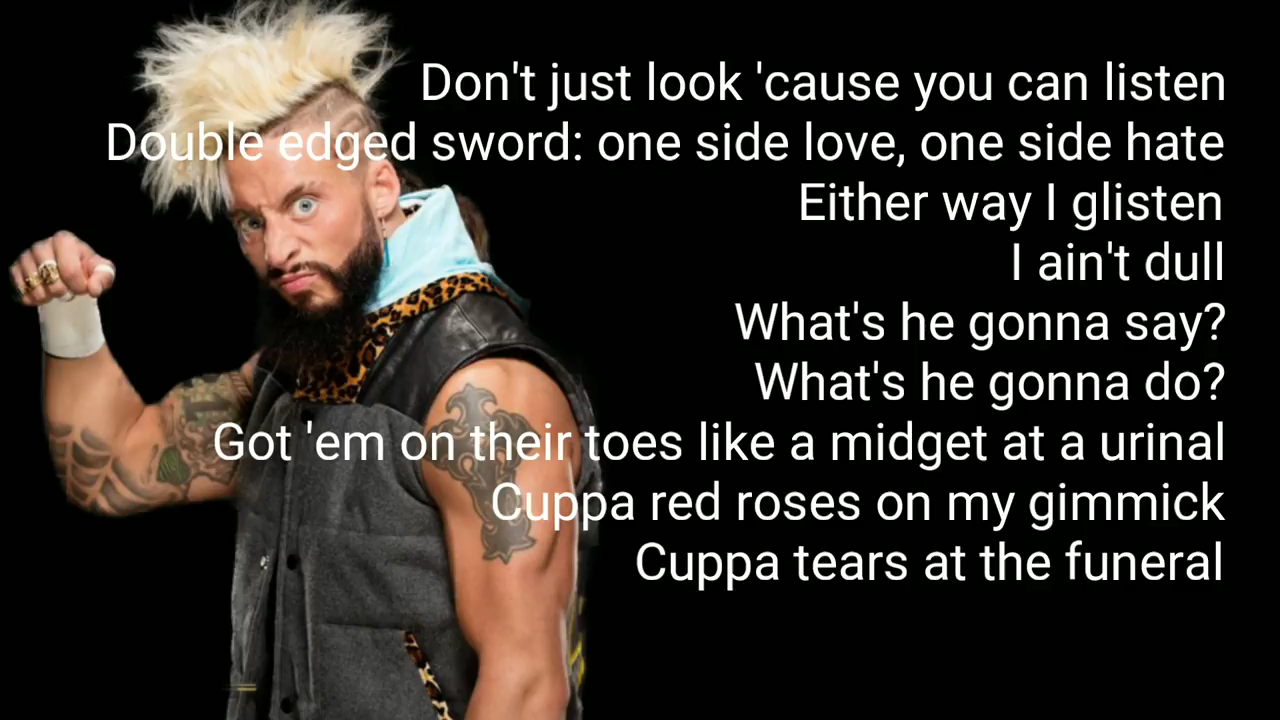 Don't just look 'cause you can listen
Double edged sword: one side love, one side hate
Either way I glisten
I ain't dull
What's he gonna say?
What's he gonna do?
Got 'em on their toes like a midget at a urinal
Cuppa red roses on my gimmick
Cuppa tears at the funeral